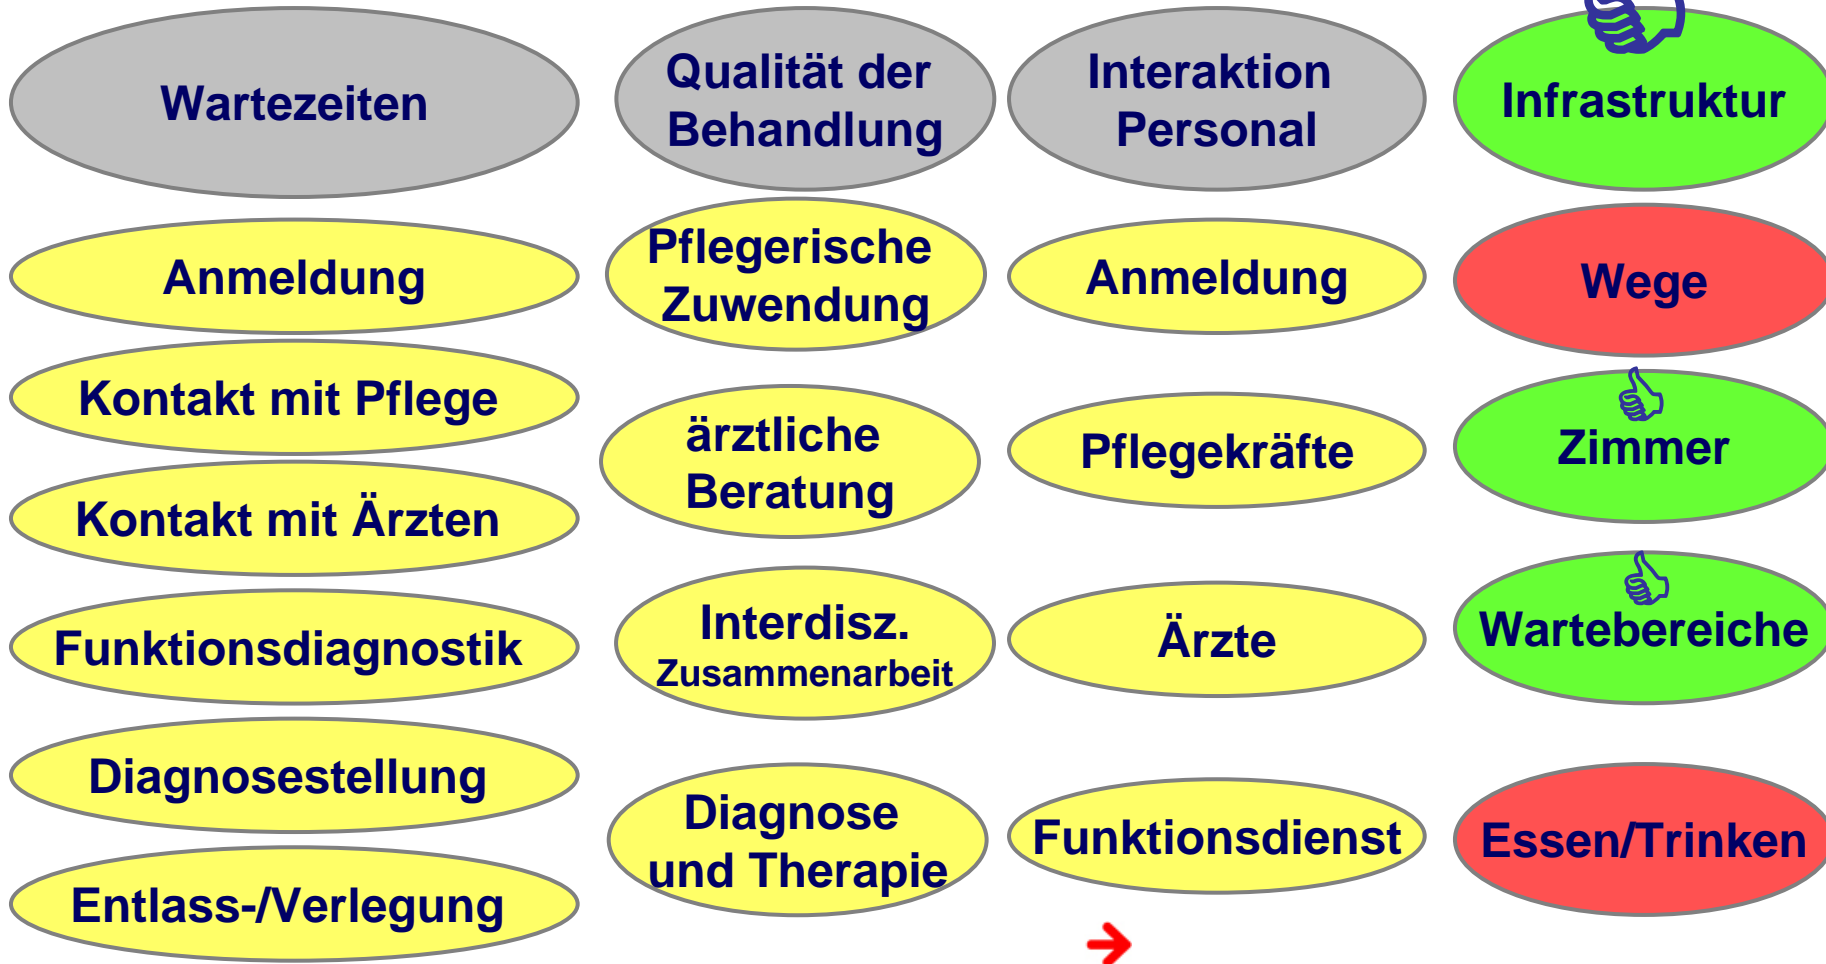 Wartezeiten
Anmeldung
Kontakt mit Pflege
Kontakt mit Ärzten
Funktionsdiagnostik
Diagnosestellung
Entlass-/Verlegung
Qualität der
Behandlung
Pflegerische
Zuwendung
ärztliche
Beratung
Interdisz.
Zusammenarbeit
Diagnose
und Therapie
Interaktion
Personal
Anmeldung
Pflegekräfte
Ärzte
Funktionsdienst
Infrastruktur
Wege
Zimmer
Wartebereiche
Essen/Trinken